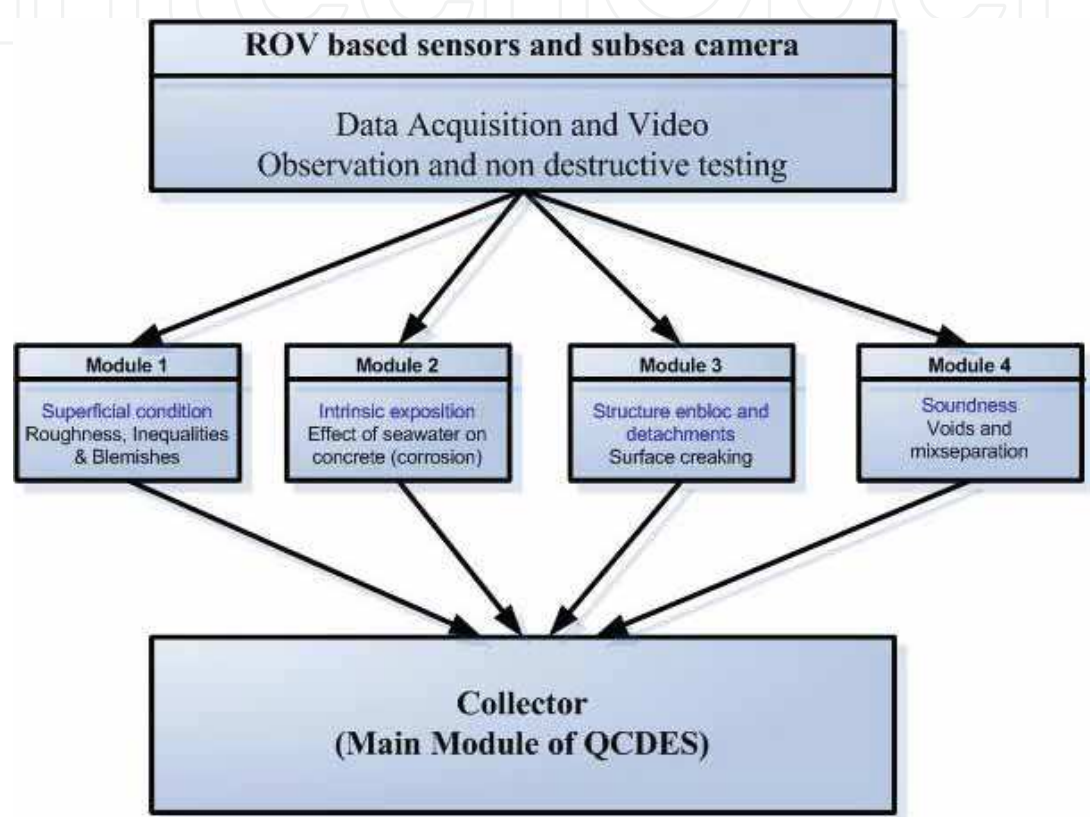 ROV based sensors and subsea camera
Data Acquisition and Video
Observation and non destructive testing
Module 1
Superficial condition
Roughness, Inequalities
& Blemishes
Module 2
Intrinsic exposition
Effect of seawater on
concrete (corrosion)
Module 3
Structure enbloc and
detachments
Surface creaking
Module 4
Soundness
Voids and
mixseparation
Collector
(Main Module of QCDES)